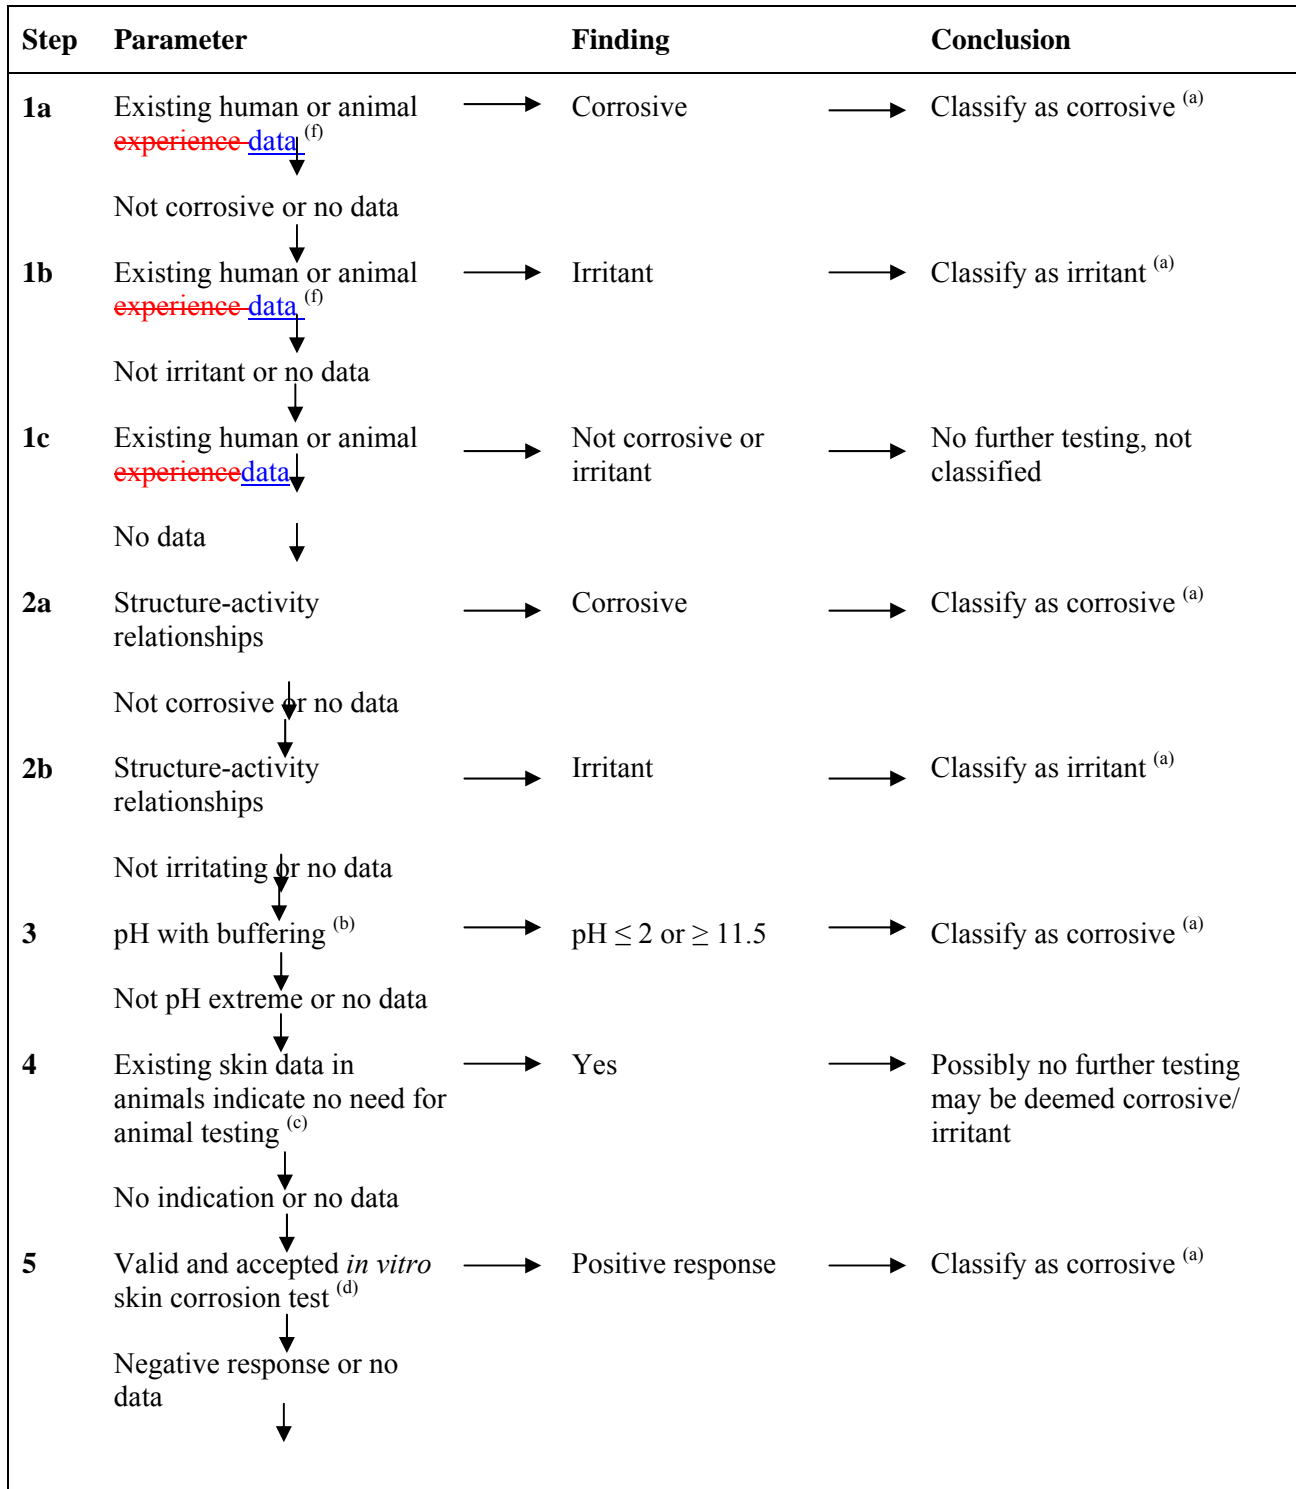 Step Parameter Finding Conclusion
1a Existing human or animal Corrosive Classify as corrosive (a)
experience data (f)
Not corrosive or no data
1b Existing human or animal Irritant Classify as irritant (a)
experience data (f)
Not irritant or no data
1c Existing human or animal Not corrosive or No further testing, not
experiencedata irritant classified
No data
2a Structure-activity Corrosive Classify as corrosive (a)
relationships
Not corrosive or no data
2b Structure-activity Irritant Classify as irritant (a)
relationships
Not irritating or no data
3 pH with buffering (b) pH ≤ 2 or ≥ 11.5 Classify as corrosive (a)
Not pH extreme or no data
4 Existing skin data in Yes Possibly no further testing
animals indicate no need for may be deemed corrosive/
animal testing (c) irritant
No indication or no data
5 Valid and accepted in vitro Positive response Classify as corrosive (a)
skin corrosion test (d)
Negative response or no
data